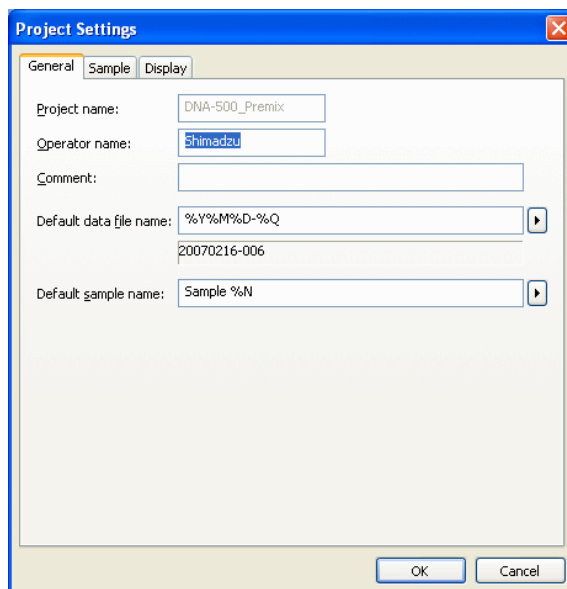 Project Settings
General Sample Display
Project name: DNA-500_Premix
Operator name: Shimadzu
Comment:
Default data file name: %Y%M%D-%Q
20070216-006
Default sample name: Sample %N
OK Cancel